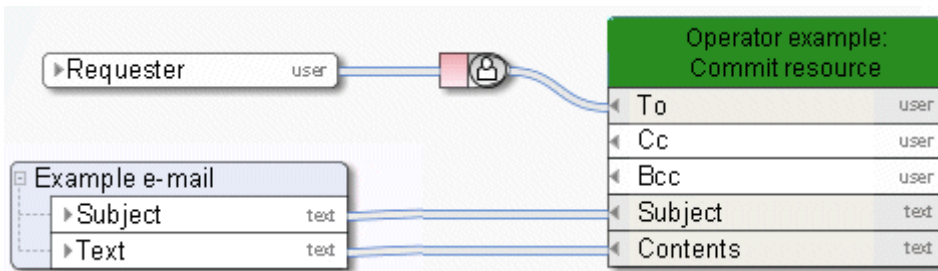 Operator example:
Commit resource
Requester user
To user
Cc user
Bcc user
Example e-mail
Subject text
Subject text
Text text
Contents text